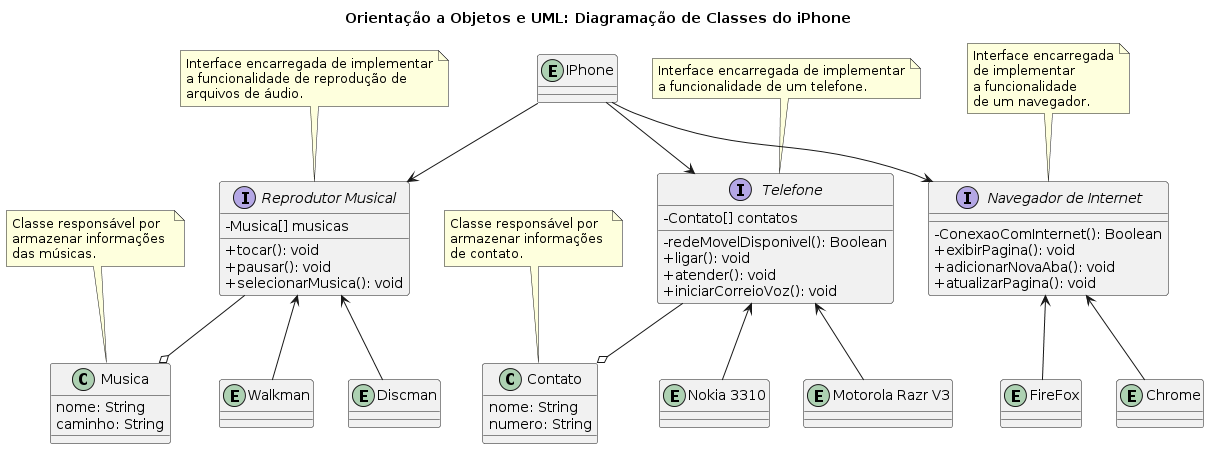 Orientação a Objetos e UML: Diagramação de Classes do iPhone
Interface encarregada de implementar
a funcionalidade de reprodução de
arquivos de áudio.
E IPhone
Interface encarregada de implementar
a funcionalidade de um telefone.
Interface encarregada
de implementar
a funcionalidade
de um navegador.
Classe responsável por
armazenar informações
das músicas.
I Reprodutor Musical
-Musica[] musicas
+tocar(): void
+pausar(): void
+selecionarMusica(): void
Classe responsável por
armazenar informações
de contato.
I Telefone
-Contato[] contatos
-redeMovelDisponivel(): Boolean
+ligar(): void
+atender(): void
+iniciarCorreioVoz(): void
I Navegador de Internet
-ConexaoComInternet(): Boolean
+exibirPagina(): void
+adicionarNovaAba(): void
+atualizarPagina(): void
C Musica
nome: String
caminho: String
E Walkman
E Discman
C Contato
nome: String
numero: String
E Nokia 3310
E Motorola Razr V3
E FireFox
E Chrome